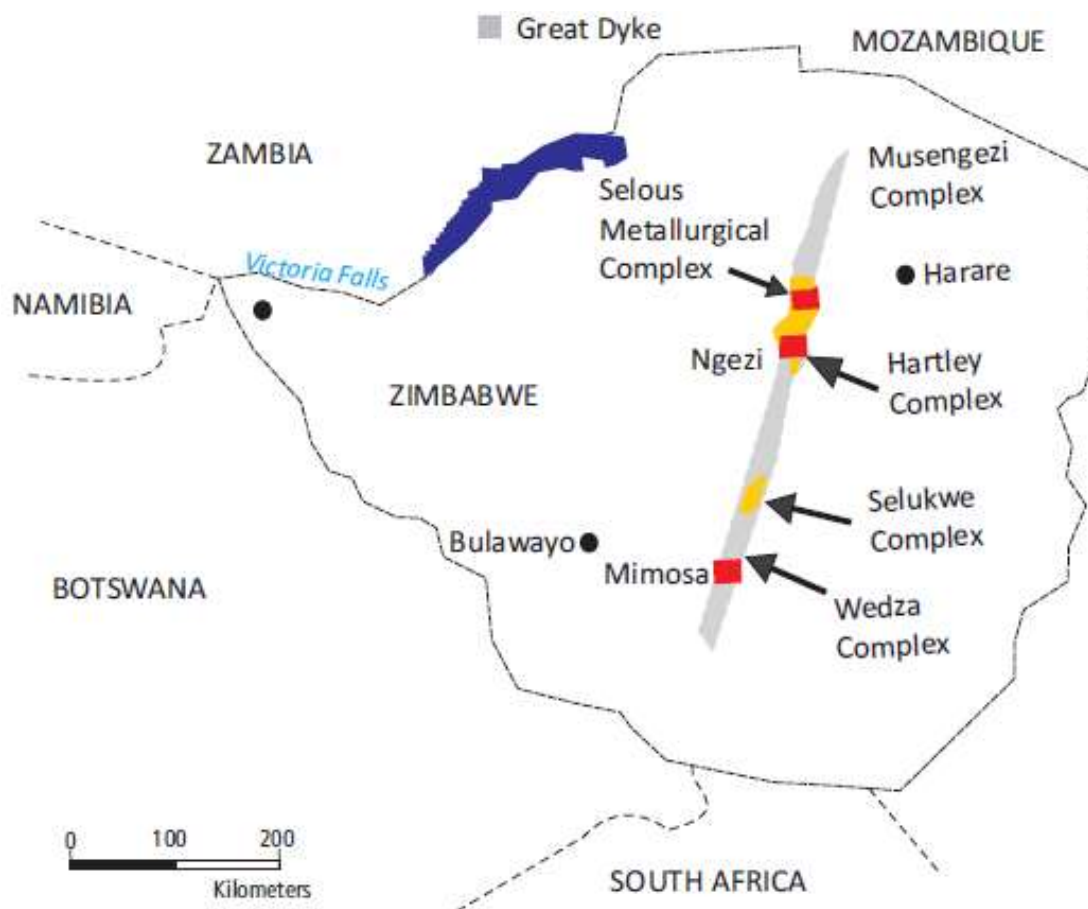 Great Dyke
MOZAMBIQUE
ZAMBIA
Musengezi
Complex
Selous
Metallurgical
Complex
Victoria Falls
Harare
NAMIBIA
Ngezi
Hartley
Complex
ZIMBABWE
Selukwe
Complex
Bulawayo
Mimosa
BOTSWANA
Wedza
Complex
0 100 200
Kilometers
SOUTH AFRICA